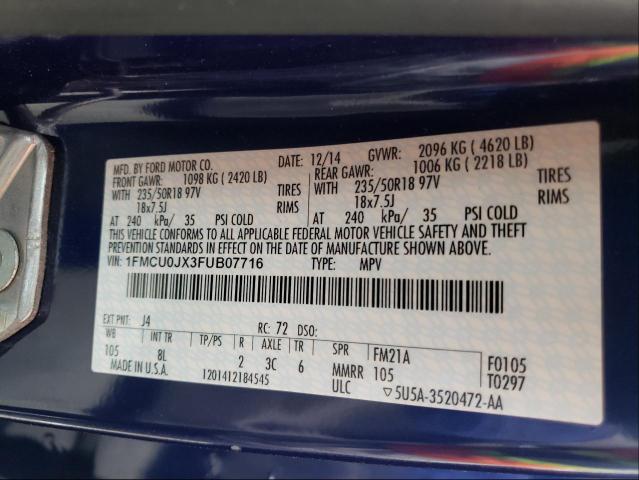 MFD. BY FORD MOTOR CO. DATE: 12/14 GVWR: 2096 KG ( 4620 LB)
FRONT GAWR: 1098 KG ( 2420 LB) REAR GAWR: 1006 KG ( 2218 LB)
WITH 235/50R18 97V TIRES WITH 235/50R18 97V TIRES
18x7.5J RIMS 18x7.5J RIMS
AT 240 kPa/ 35 PSI COLD AT 240 kPa/ 35 PSI COLD
THIS VEHICLE CONFORMS TO ALL APPLICABLE FEDERAL MOTOR VEHICLE SAFETY AND THEFT
PREVENTION STANDARDS IN EFFECT ON THE DATE OF MANUFACTURE SHOWN ABOVE.
VIN: 1FMCU0JX3FUB07716 TYPE: MPV
EXT PNT: J4 RC: 72 DSO:
WB INT TR TP/PS R AXLE TR SPR FM21A F0105
105 8L 2 3C 6 MMRR 105 T0297
MADE IN U.S.A. 1201412184545 ULC ▽5U5A-3520472-AA